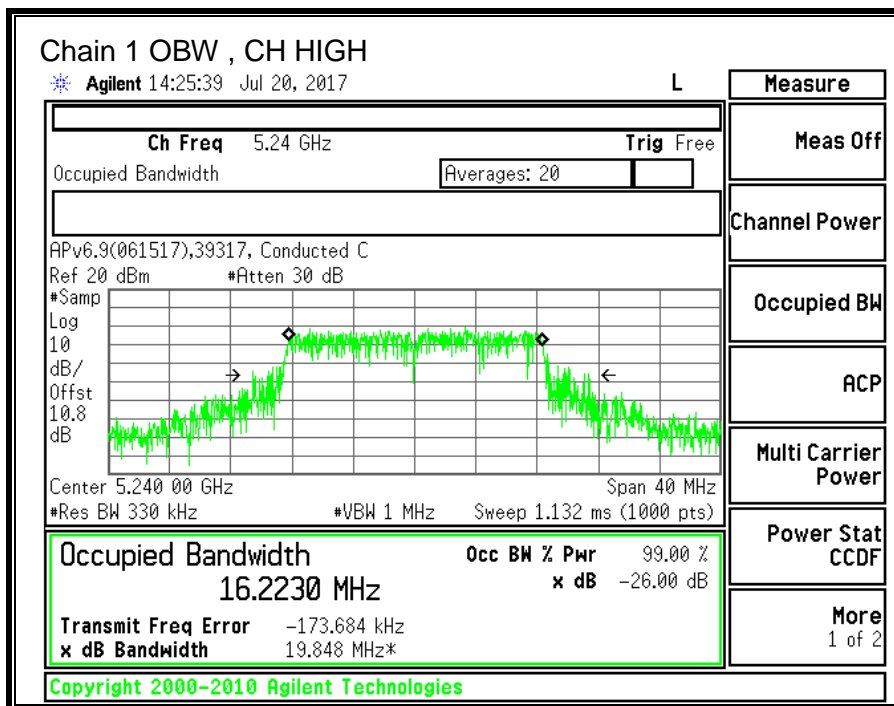 Chain 1 OBW , CH HIGH
Agilent 14:25:39 Jul 20, 2017 L
Measure
Ch Freq 5.24 GHz Trig Free
Occupied Bandwidth Averages: 20
APv6.9(061517),39317, Conducted C
Ref 20 dBm #Atten 30 dB
#Samp
Log
10
dB/
Offst
10.8
dB
Center 5.240 00 GHz Span 40 MHz
#Res BW 330 kHz #VBW 1 MHz Sweep 1.132 ms (1000 pts)
Occupied Bandwidth Occ BW % Pwr 99.00 %
16.2230 MHz x dB -26.00 dB
Transmit Freq Error -173.684 kHz
x dB Bandwidth 19.848 MHz*
Meas Off
Channel Power
Occupied BW
ACP
Multi Carrier
Power
Power Stat
CCDF
More
1 of 2
Copyright 2000-2010 Agilent Technologies